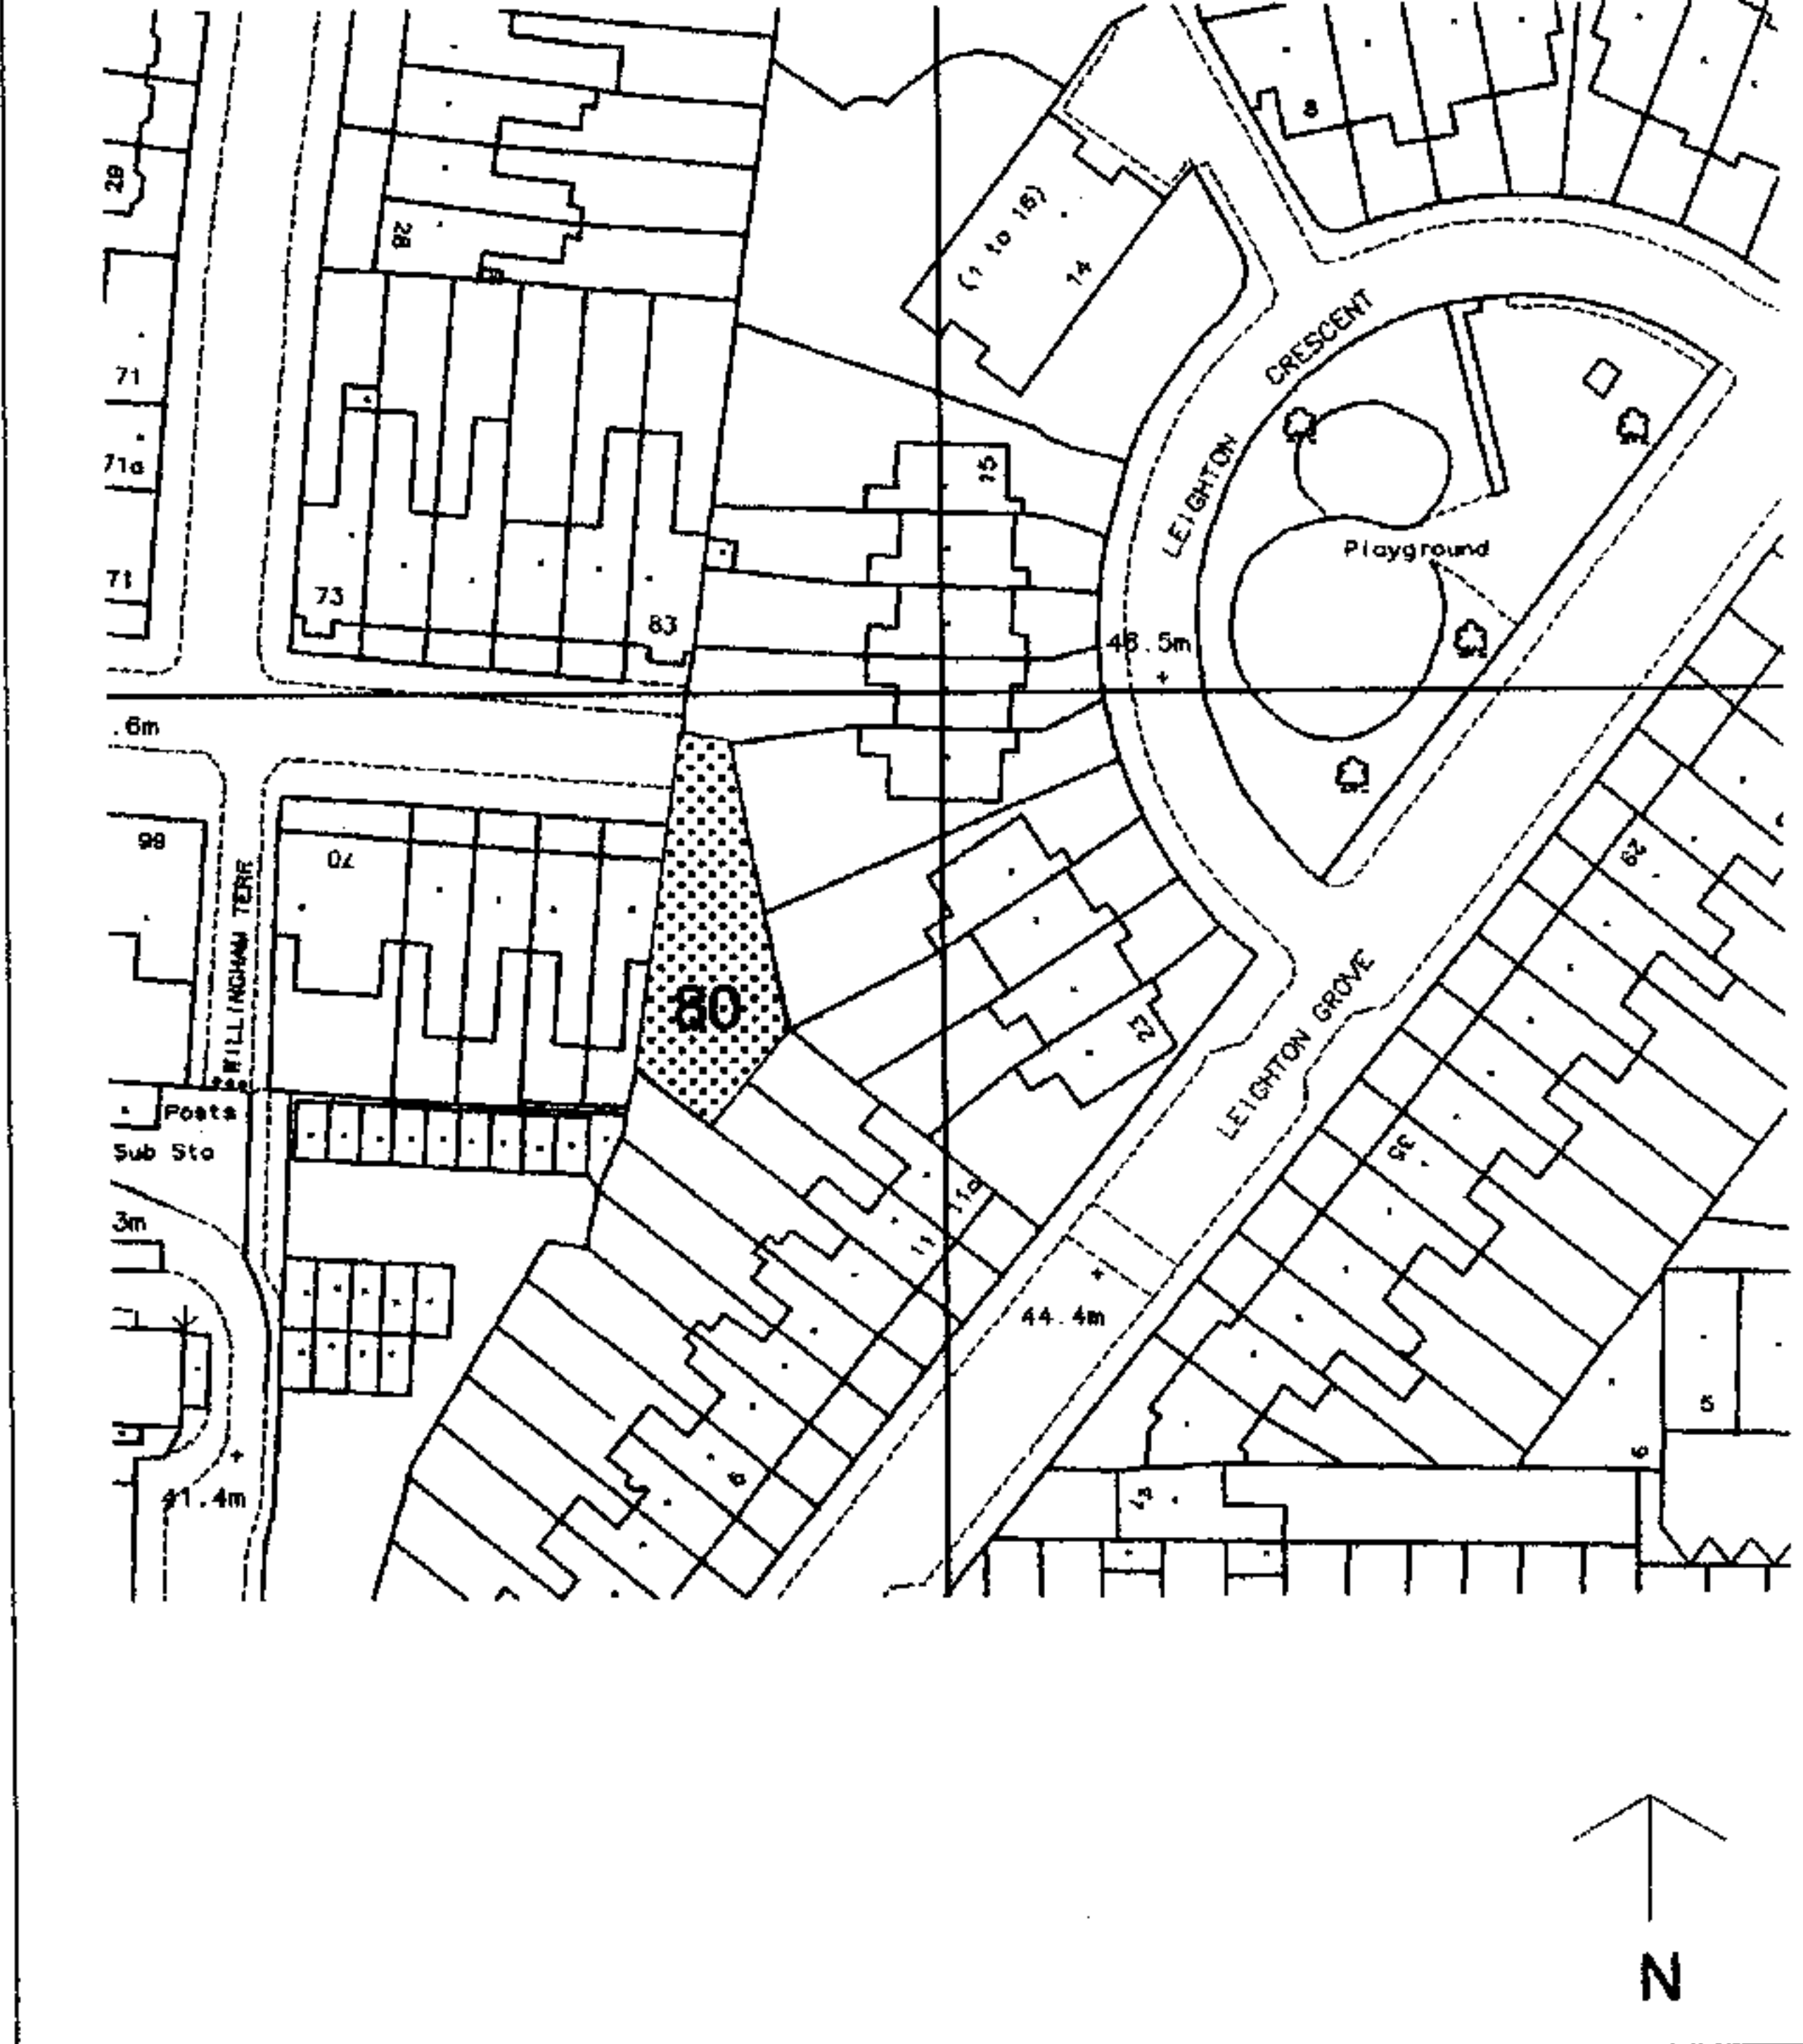 8
29
28
(1 to 16)
14
CRESCENT
71
LEIGHTON
71a
15
Playground
71
73
83
48.5m
.6m
98
70
29
WILLINGHAM TERR
80
22
LEIGHTON GROVE
Posts
Sub Sta
35
11a
3m
11
44.4m
5
6
9
41.4m
N